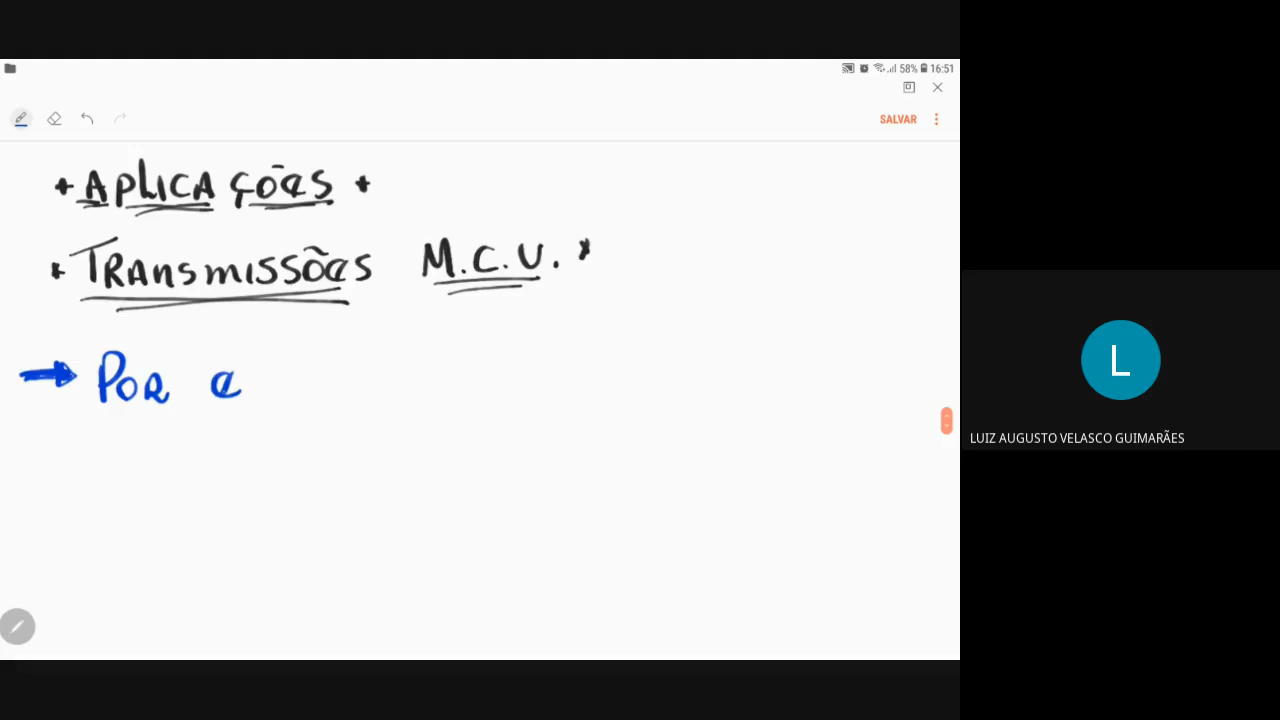 58% 16:51
SALVAR
+ APLICAÇÕES +
* TRANSMISSÕES M.C.U. *
→ POR E
L
LUIZ AUGUSTO VELASCO GUIMARÃES